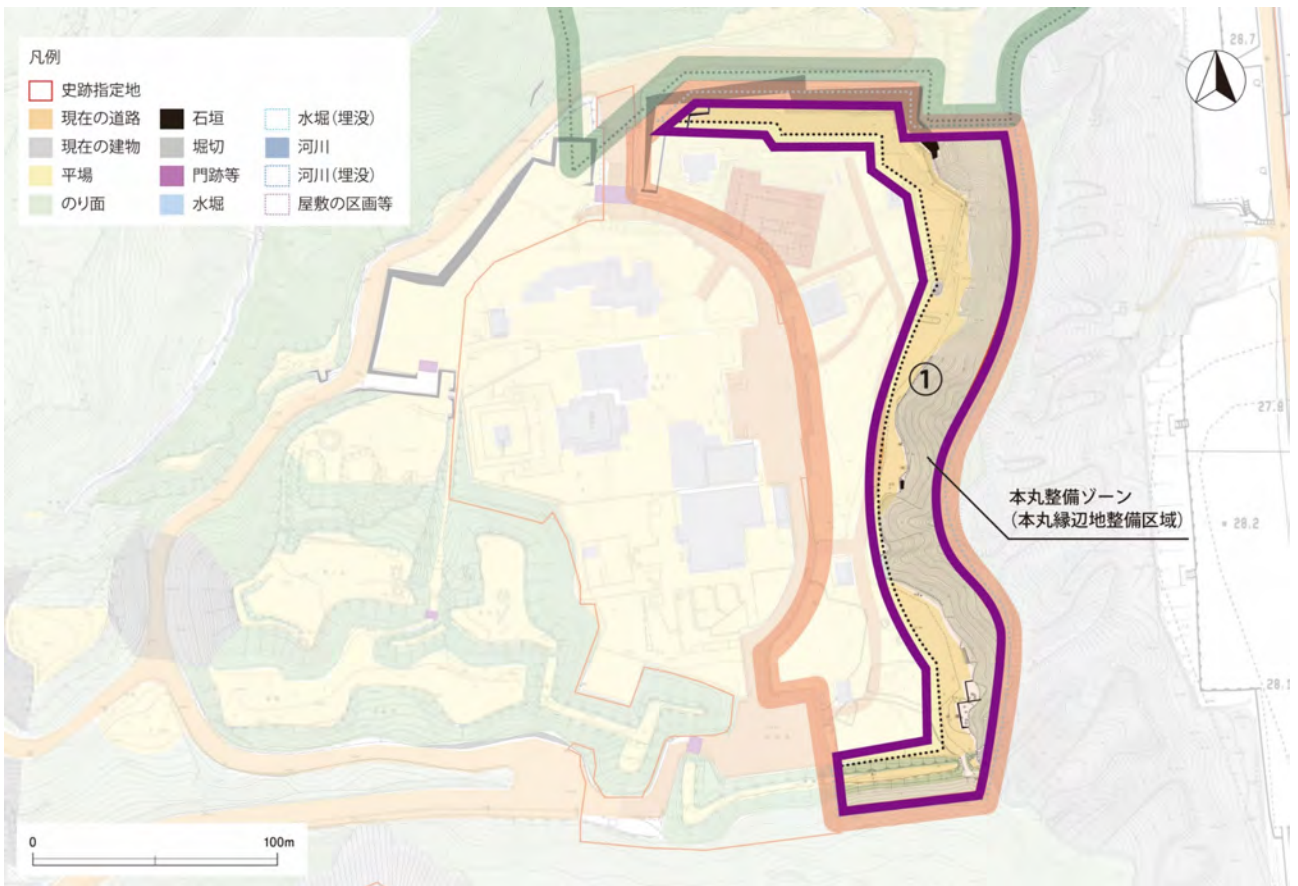 凡例
史跡指定地
現在の道路
石垣
水堀(埋没)
現在の建物
堀切
河川
平場
門跡等
河川(埋没)
のり面
水堀
屋敷の区画等
28.7
27.8
①
本丸整備ゾーン
(本丸縁辺地整備区域)
28.2
28.1
0
100m